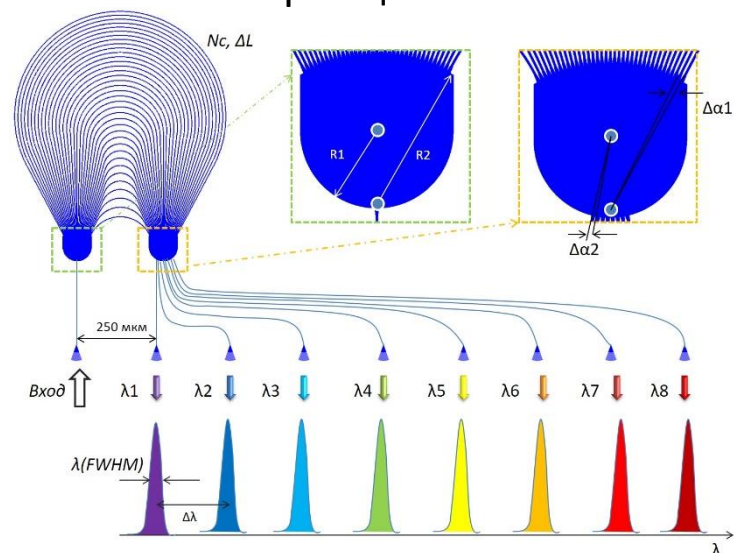 Nc, ΔL
R1
R2
Δα1
Δα2
250 мкм
Вход
λ1
λ2
λ3
λ4
λ5
λ6
λ7
λ8
λ(FWHM)
Δλ
λ